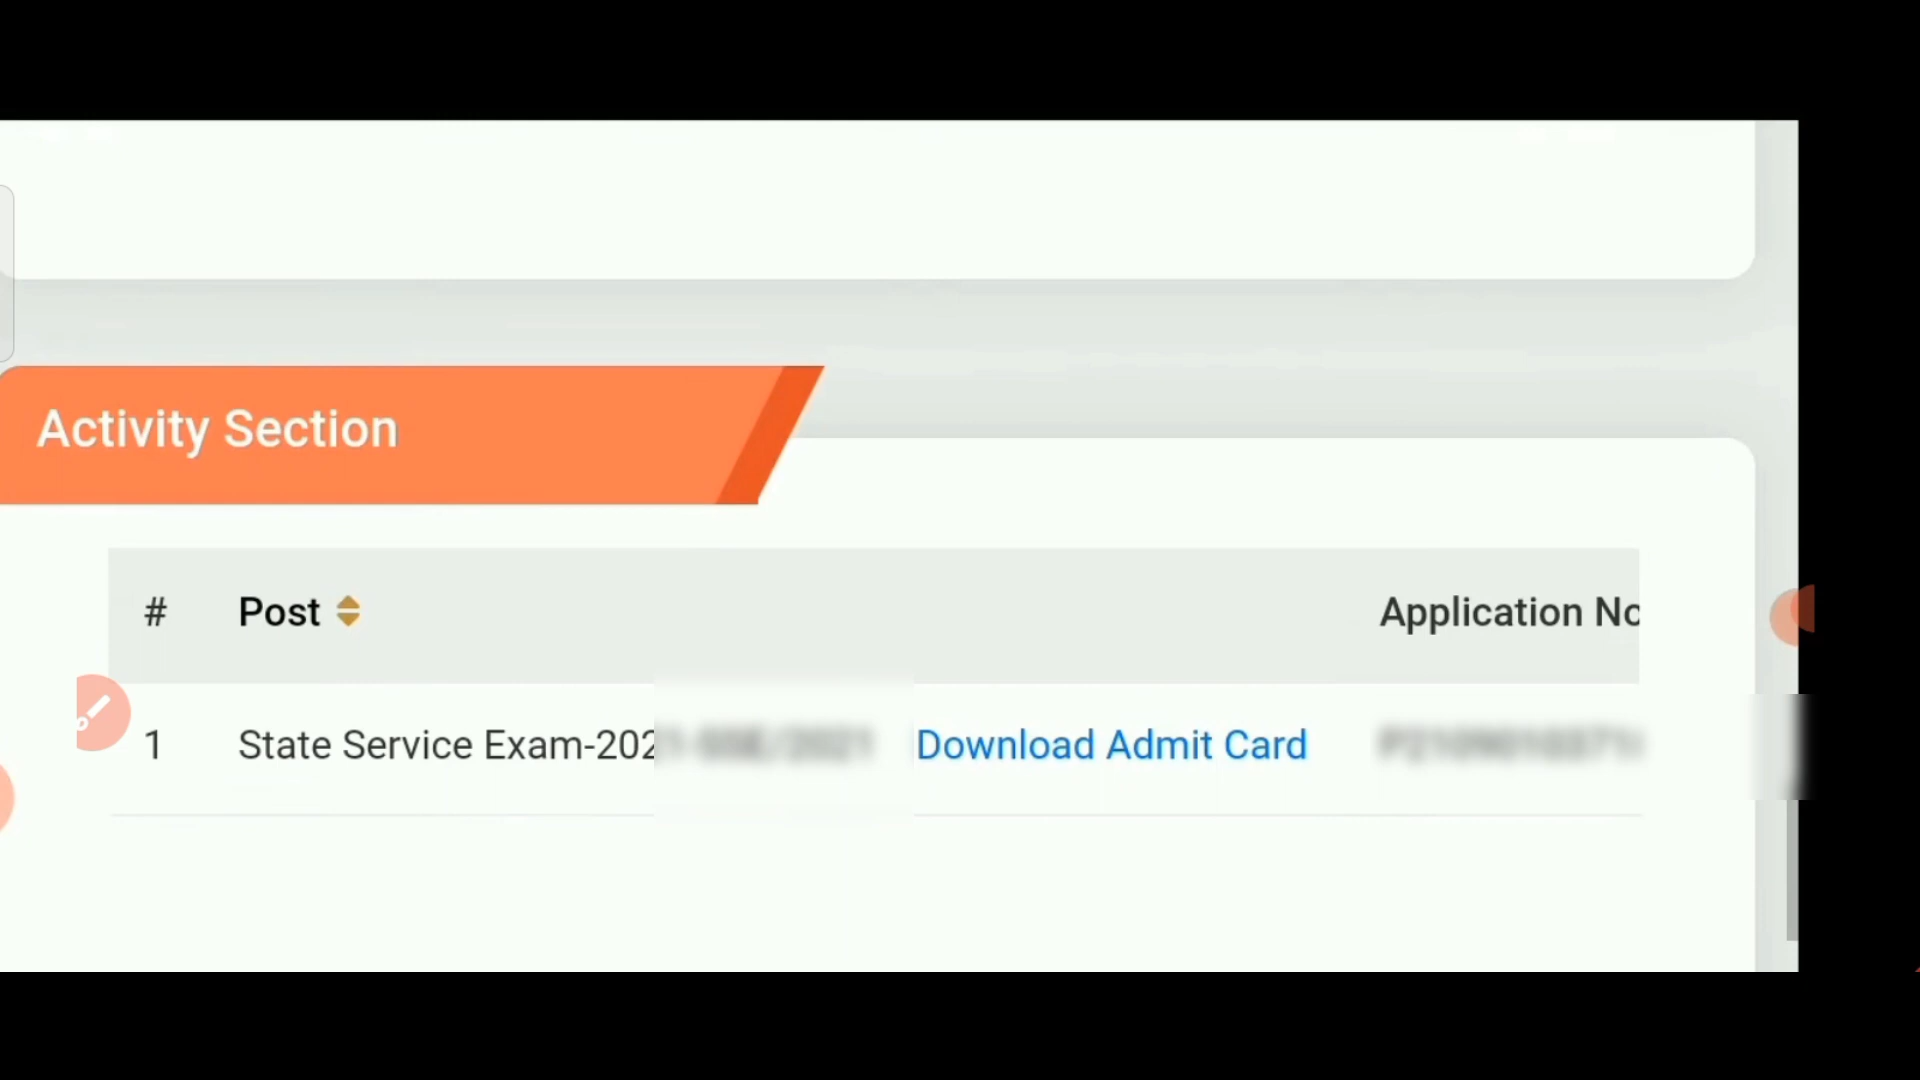 Activity Section
# Post Application No
1 State Service Exam-202 Download Admit Card